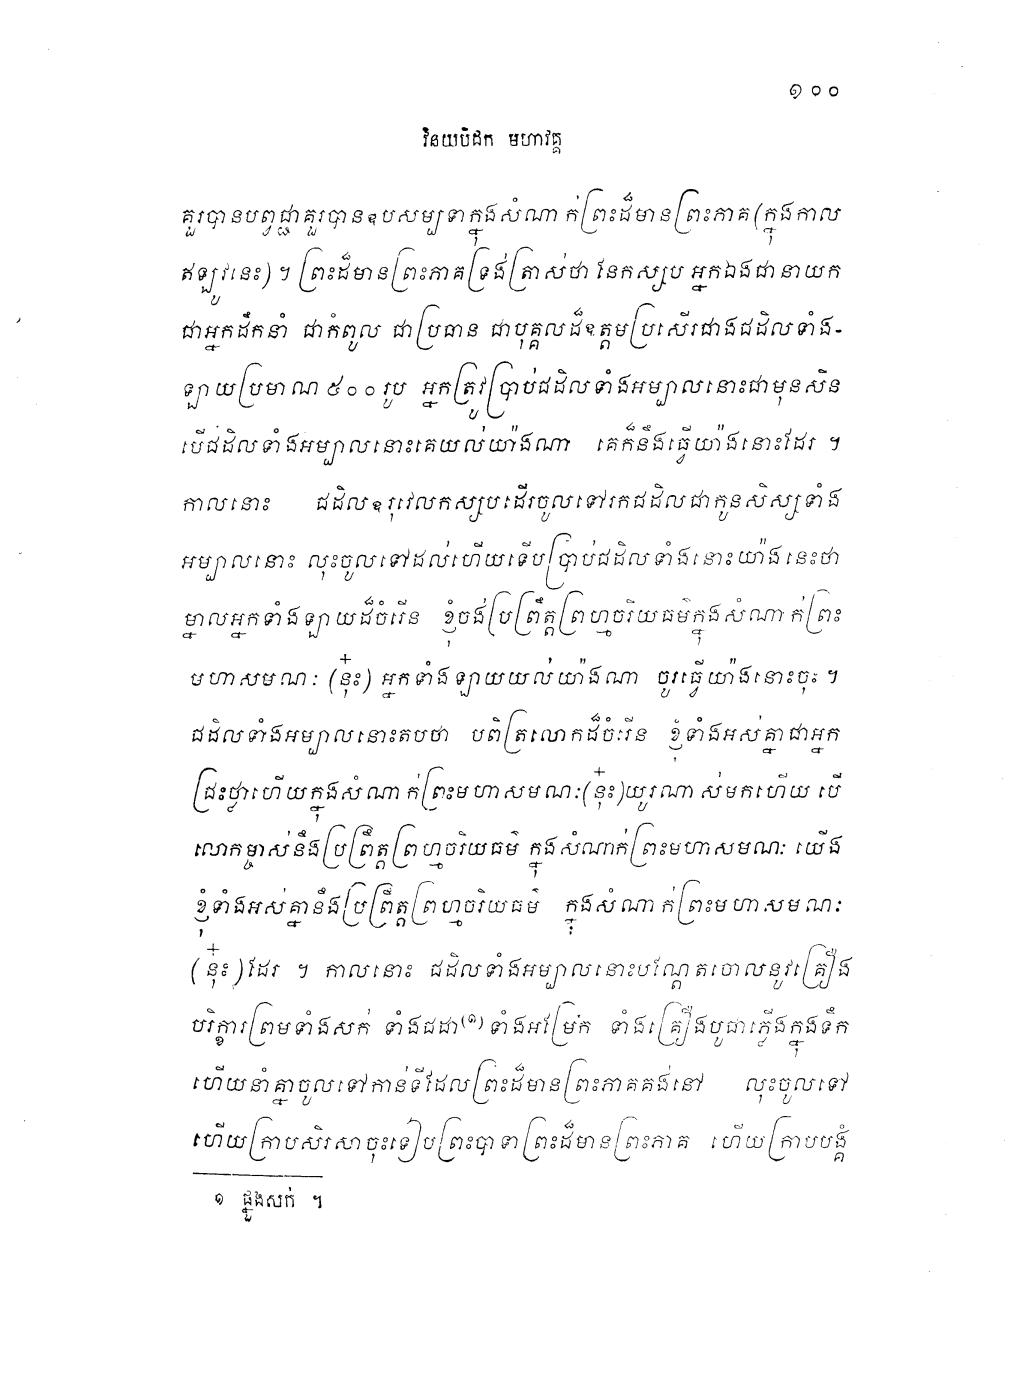 ១០០
វិនយបិដក មហាវគ្គ
គួរបានបព្វជ្ជាគួរបានឧបសម្បទាក្នុងសំណាក់ព្រះដ៏មានព្រះភាគ(ក្នុងកាល
ឥឡូវនេះ) ។ ព្រះដ៏មានព្រះភាគទ្រង់ត្រាស់ថា នែកស្សប អ្នកឯងជានាយក
ជាអ្នកដឹកនាំ ជាកំពូល ជាប្រធាន ជាបុគ្គលដ៏ឧត្តមប្រសើរជាងជដិលទាំង-
ឡាយប្រមាណ ៥០០ រូប អ្នកត្រូវប្រាប់ជដិលទាំងអម្បាលនោះជាមុនសិន
បើជដិលទាំងអម្បាលនោះគេយល់យ៉ាងណា គេក៏នឹងធ្វើយ៉ាងនោះដែរ ។
កាលនោះ ជដិលឧរុវេលកស្សបដើរចូលទៅរកជដិលជាកូនសិស្សទាំង
អម្បាលនោះ លុះចូលទៅដល់ហើយទើបប្រាប់ជដិលទាំងនោះយ៉ាងនេះថា
ម្នាលអ្នកទាំងឡាយដ៏ចំរើន ខ្ញុំចង់ប្រព្រឹត្តព្រហ្មចរិយធម៌ក្នុងសំណាក់ព្រះ
មហាសមណៈ (នុ៎ះ) អ្នកទាំងឡាយយល់យ៉ាងណា ចូរធ្វើយ៉ាងនោះចុះ ។
ជដិលទាំងអម្បាលនោះតបថា បពិត្រលោកដ៏ចំរើន ខ្ញុំទាំងអស់គ្នាជាអ្នក
ជ្រះថ្លាហើយក្នុងសំណាក់ព្រះមហាសមណៈ(នុ៎ះ)យូរណាស់មកហើយ បើ
លោកម្ចាស់នឹងប្រព្រឹត្តព្រហ្មចរិយធម៌ ក្នុងសំណាក់ព្រះមហាសមណៈ យើង
ខ្ញុំទាំងអស់គ្នានឹងប្រព្រឹត្តព្រហ្មចរិយធម៌ ក្នុងសំណាក់ព្រះមហាសមណៈ
(នុ៎ះ)ដែរ ។ កាលនោះ ជដិលទាំងអម្បាលនោះបណ្តែតចោលនូវគ្រឿង
បរិក្ខារព្រមទាំងសក់ ទាំងជដា(១) ទាំងអម្រែក ទាំងគ្រឿងបូជាភ្លើងក្នុងទឹក
ហើយនាំគ្នាចូលទៅកាន់ទីដែលព្រះដ៏មានព្រះភាគគង់នៅ លុះចូលទៅ
ហើយក្រាបសិរសាចុះទៀបព្រះបាទាព្រះដ៏មានព្រះភាគ ហើយក្រាបបង្គំ
១ ផ្នួងសក់ ។